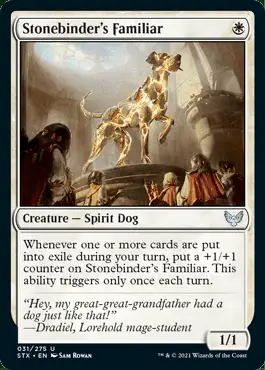 Stonebinder's Familiar
Creature — Spirit Dog
Whenever one or more cards are put
into exile during your turn, put a +1/+1
counter on Stonebinder's Familiar. This
ability triggers only once each turn.
"Hey, my great-great-grandfather had a
dog just like that!"
—Dradiel, Lorehold mage-student
1/1
031/275 U
STX • EN SAM ROWAN
™ & © 2021 Wizards of the Coast